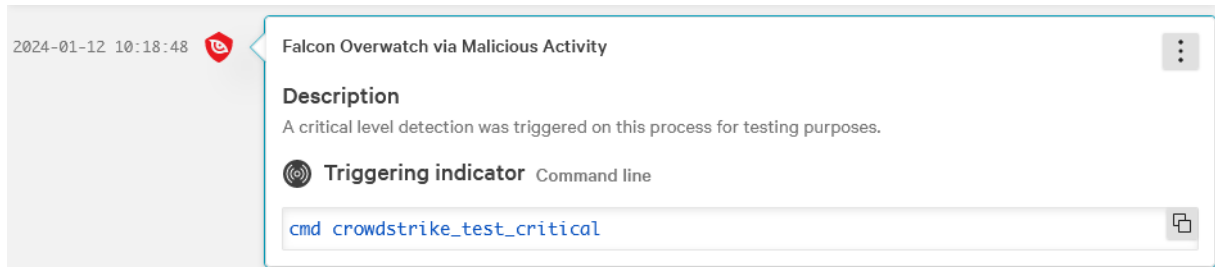 2024-01-12 10:18:48
Falcon Overwatch via Malicious Activity
Description
A critical level detection was triggered on this process for testing purposes.
Triggering indicator Command line
cmd crowdstrike_test_critical